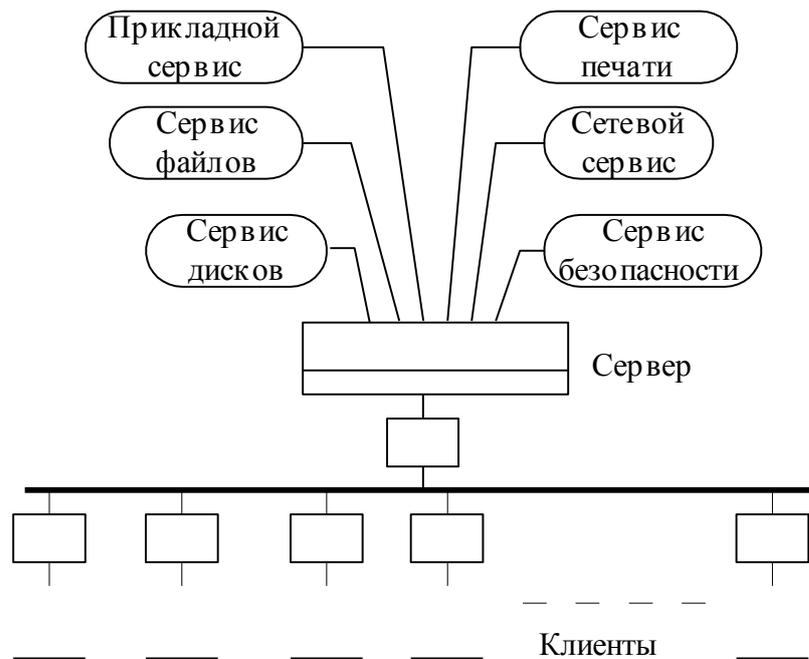 Прикладной
сервис
Сервис
печати
Сервис
файлов
Сетевой
сервис
Сервис
дисков
Сервис
безопасности
Сервер
Клиенты